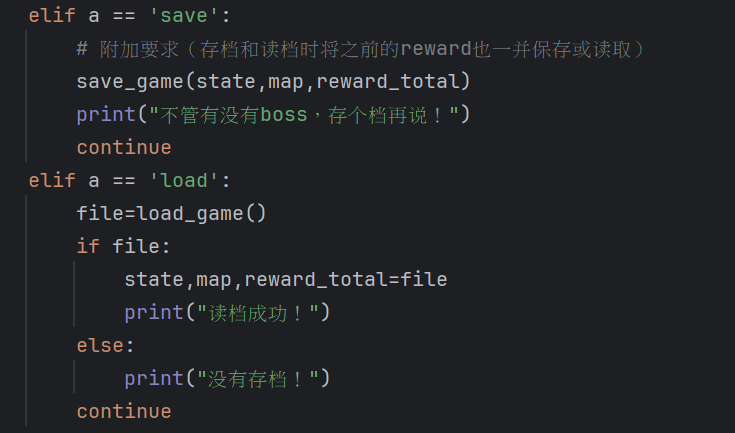 elif a == 'save':
    # 附加要求（存档和读档时将之前的reward也一并保存或读取）
    save_game(state,map,reward_total)
    print("不管有没有boss，存个档再说！")
    continue
elif a == 'load':
    file=load_game()
    if file:
        state,map,reward_total=file
        print("读档成功！")
    else:
        print("没有存档！")
    continue